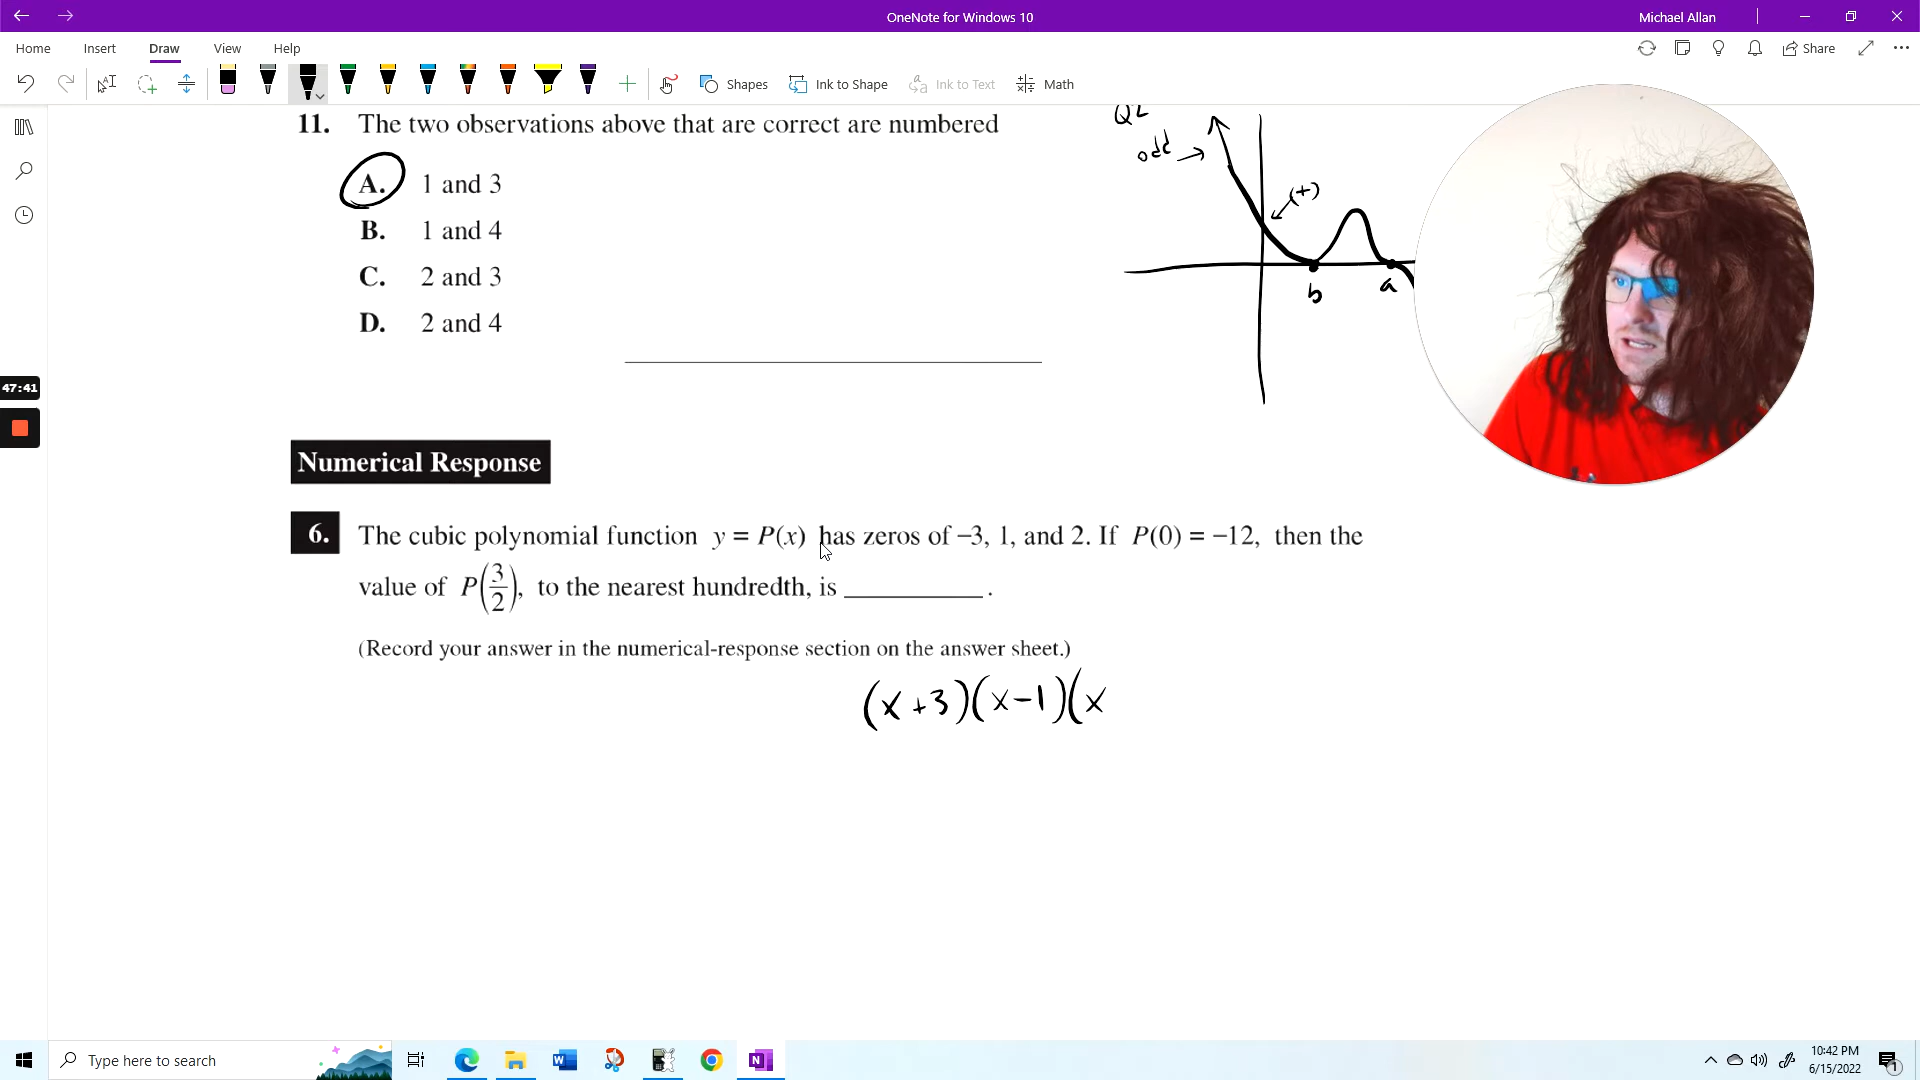 OneNote for Windows 10
Michael Allan
Home Insert Draw View Help
Share
Shapes Ink to Shape Ink to Text Math
11. The two observations above that are correct are numbered
A. 1 and 3
B. 1 and 4
C. 2 and 3
D. 2 and 4
Q2
odd
(+)
b a
47:41
Numerical Response
6. The cubic polynomial function y = P(x) has zeros of −3, 1, and 2. If P(0) = −12, then the
value of P(3/2), to the nearest hundredth, is ________ .
(Record your answer in the numerical-response section on the answer sheet.)
(x+3)(x-1)(x
Type here to search
10:42 PM
6/15/2022
1